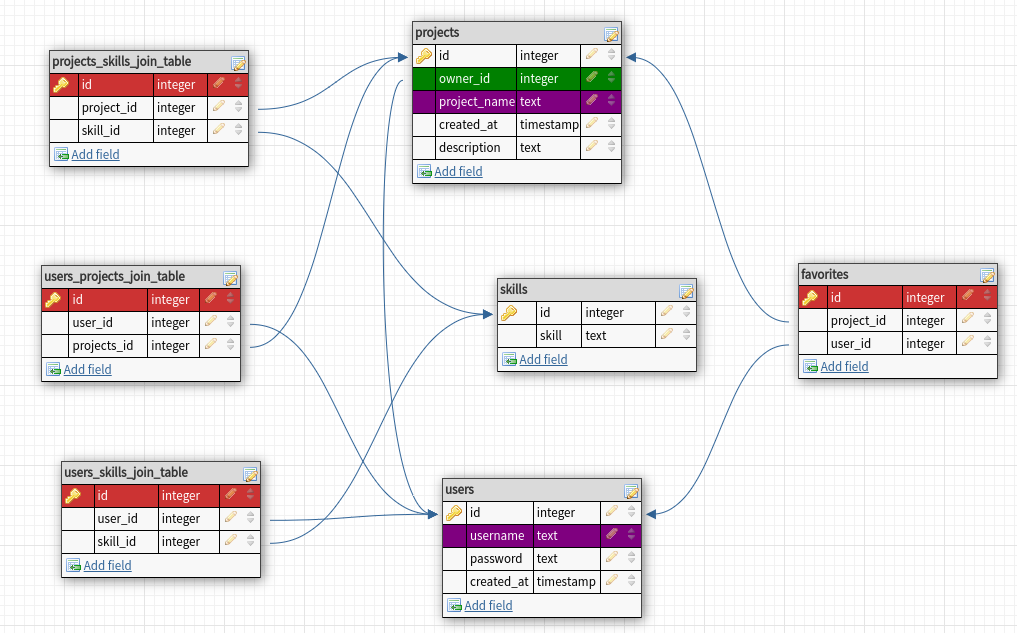 projects
id integer
owner_id integer
project_name text
created_at timestamp
description text
Add field
projects_skills_join_table
id integer
project_id integer
skill_id integer
Add field
users_projects_join_table
id integer
user_id integer
projects_id integer
Add field
skills
id integer
skill text
Add field
favorites
id integer
project_id integer
user_id integer
Add field
users_skills_join_table
id integer
user_id integer
skill_id integer
Add field
users
id integer
username text
password text
created_at timestamp
Add field